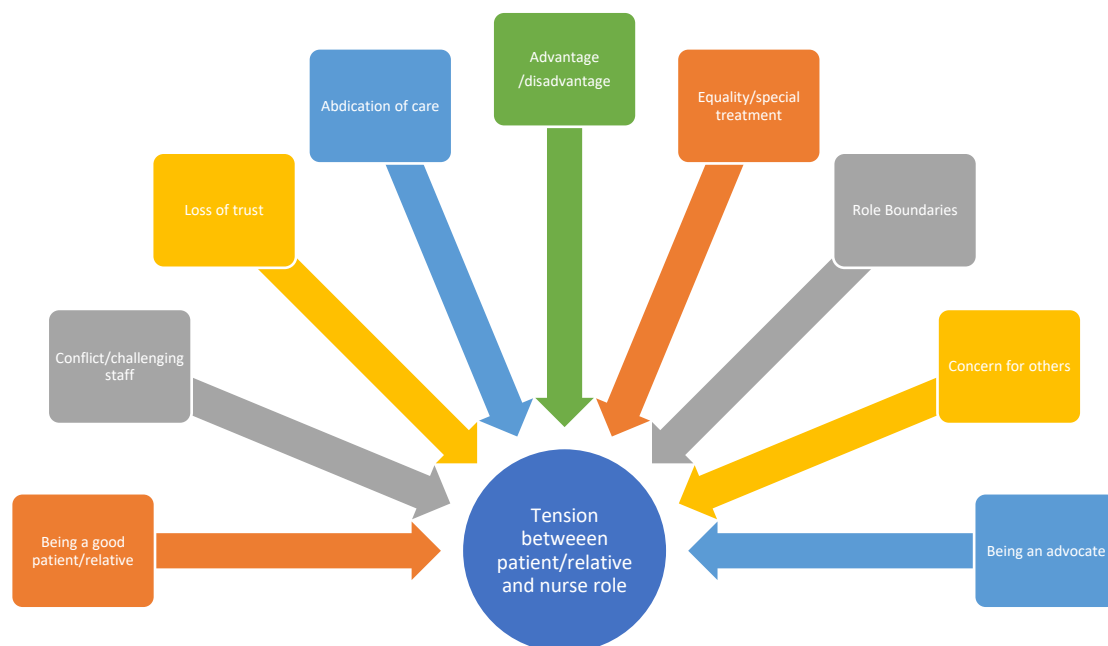 Advantage
/disadvantage
Abdication of care
Equality/special
treatment
Loss of trust
Role Boundaries
Conflict/challenging
staff
Concern for others
Being a good
patient/relative
Tension
betweeen
patient/relative
and nurse role
Being an advocate